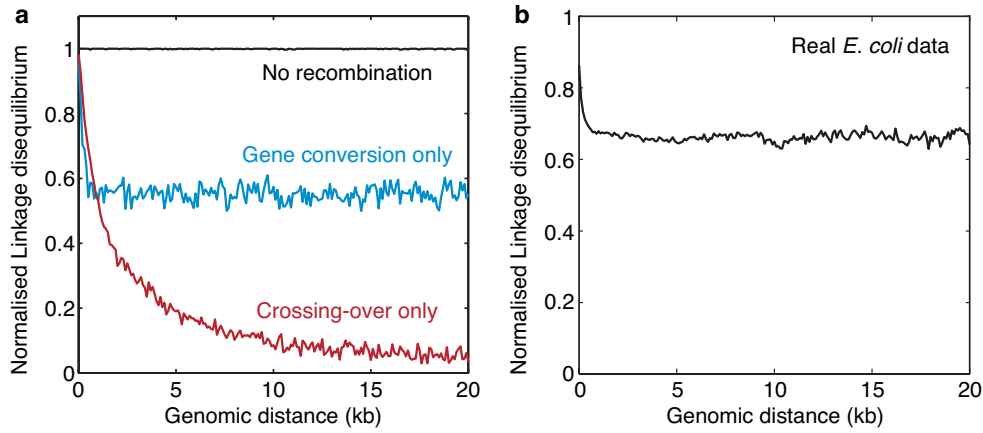 a
Normalised Linkage disequilibrium
1
0.8
0.6
0.4
0.2
0
No recombination
Gene conversion only
Crossing-over only
0 5 10 15 20
Genomic distance (kb)
b
Normalised Linkage disequilibrium
1
0.8
0.6
0.4
0.2
0
Real E. coli data
0 5 10 15 20
Genomic distance (kb)